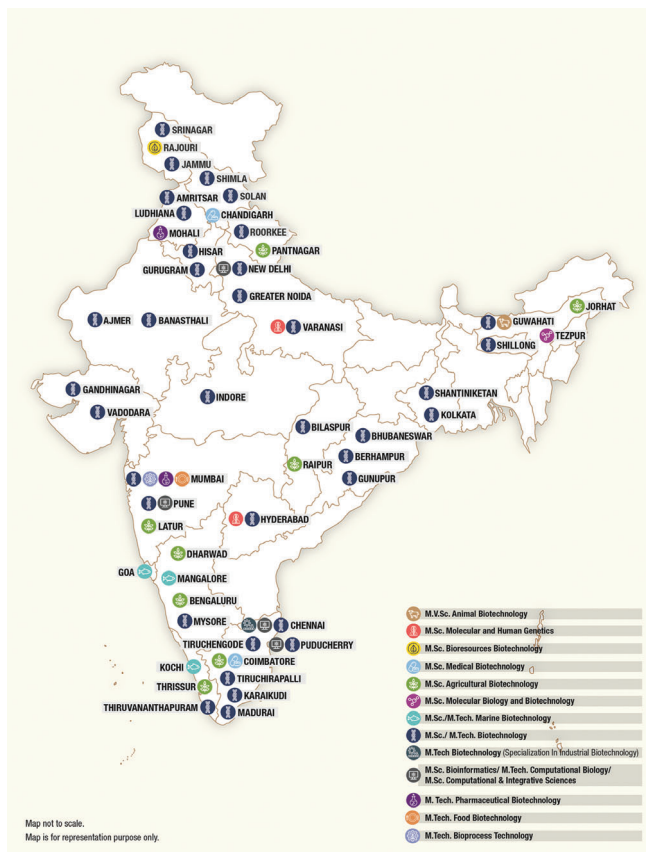 SRINAGAR
RAJOURI
JAMMU
SHIMLA
AMRITSAR
SOLAN
LUDHIANA
CHANDIGARH
MOHALI
ROORKEE
HISAR
PANTNAGAR
GURUGRAM
NEW DELHI
GREATER NOIDA
JORHAT
AJMER
BANASTHALI
VARANASI
GUWAHATI
TEZPUR
SHILLONG
GANDHINAGAR
INDORE
SHANTINIKETAN
VADODARA
KOLKATA
BILASPUR
BHUBANESWAR
BERHAMPUR
RAIPUR
GUNUPUR
MUMBAI
PUNE
LATUR
HYDERABAD
DHARWAD
GOA
MANGALORE
BENGALURU
MYSORE
CHENNAI
TIRUCHENGODE
PUDUCHERRY
KOCHI
COIMBATORE
TIRUCHIRAPALLI
THRISSUR
KARAIKUDI
THIRUVANANTHAPURAM
MADURAI
M.V.Sc. Animal Biotechnology
M.Sc. Molecular and Human Genetics
M.Sc. Bioresources Biotechnology
M.Sc. Medical Biotechnology
M.Sc. Agricultural Biotechnology
M.Sc. Molecular Biology and Biotechnology
M.Sc./M.Tech. Marine Biotechnology
M.Sc./ M.Tech. Biotechnology
M.Tech Biotechnology (Specialization In Industrial Biotechnology)
M.Sc. Bioinformatics/ M.Tech. Computational Biology/
M.Sc. Computational & Integrative Sciences
M. Tech. Pharmaceutical Biotechnology
M.Tech. Food Biotechnology
M.Tech. Bioprocess Technology
Map not to scale.
Map is for representation purpose only.